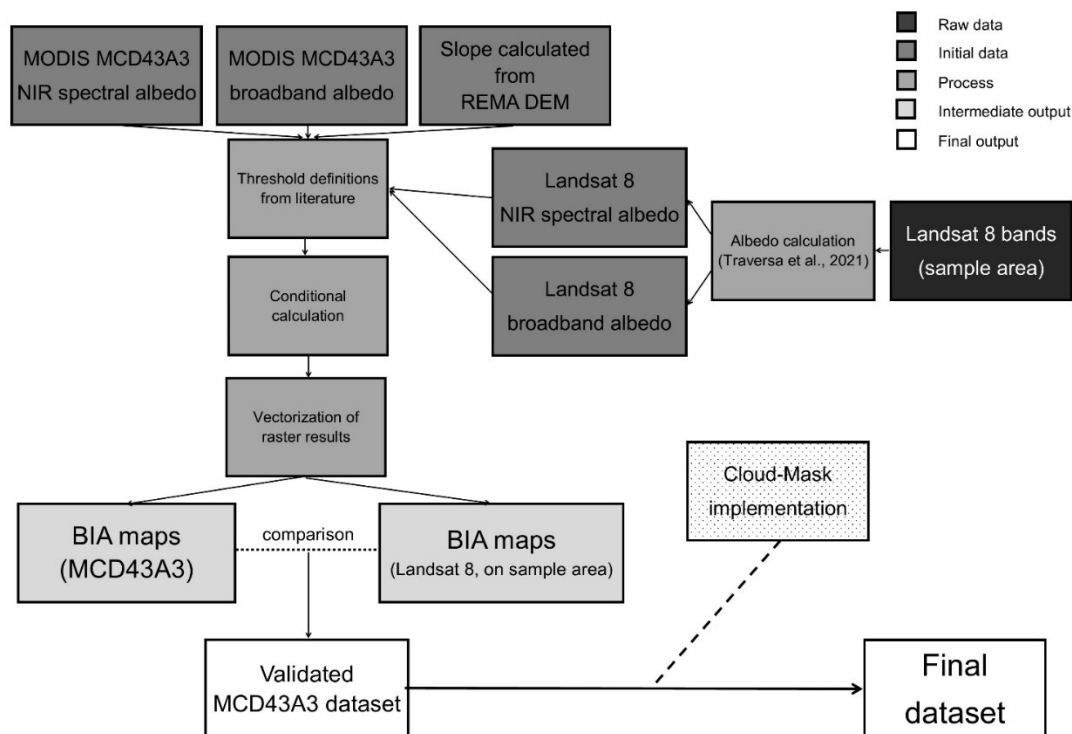 MODIS MCD43A3
NIR spectral albedo
MODIS MCD43A3
broadband albedo
Slope calculated
from
REMA DEM
Raw data
Initial data
Process
Intermediate output
Final output
Threshold definitions
from literature
Landsat 8
NIR spectral albedo
Albedo calculation
(Traversa et al., 2021)
Landsat 8 bands
(sample area)
Conditional
calculation
Landsat 8
broadband albedo
Vectorization of
raster results
Cloud-Mask
implementation
BIA maps
(MCD43A3)
comparison
BIA maps
(Landsat 8, on sample area)
Validated
MCD43A3 dataset
Final
dataset